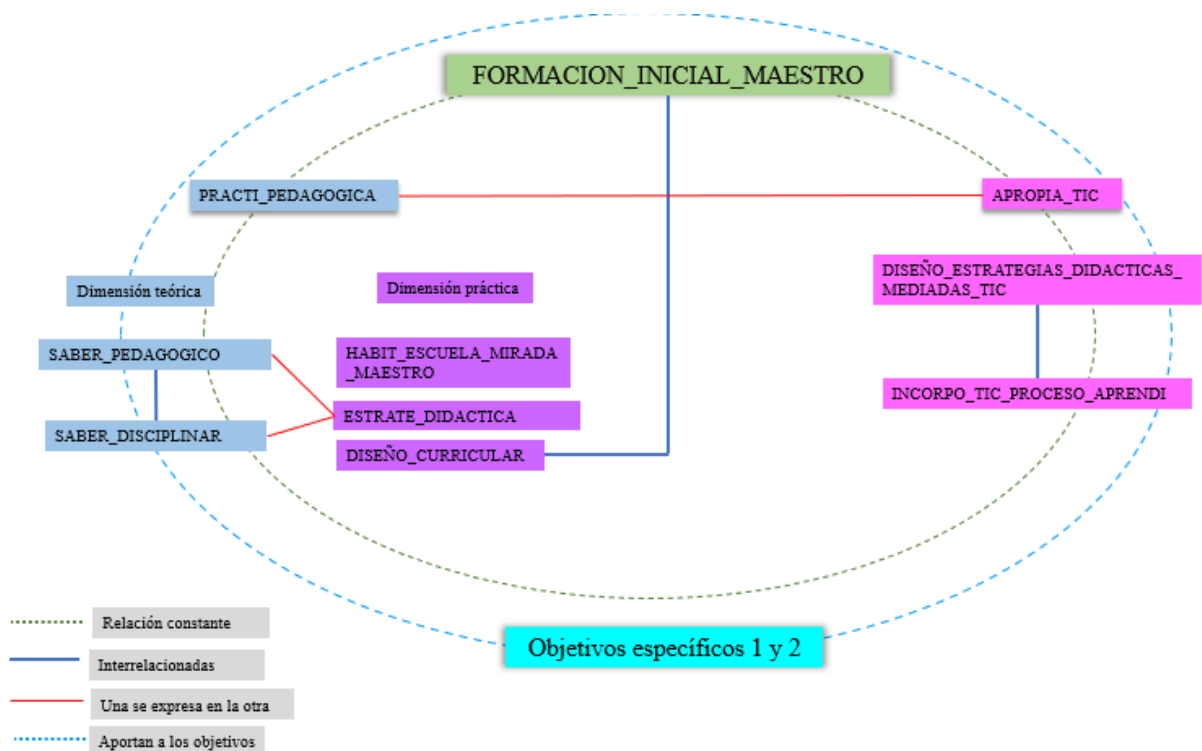 FORMACION_INICIAL_MAESTRO
PRACTI_PEDAGOGICA
APROPIA_TIC
Dimensión teórica
Dimensión práctica
DISEÑO_ESTRATEGIAS_DIDACTICAS_
MEDIADAS_TIC
SABER_PEDAGOGICO
HABIT_ESCUELA_MIRADA
_MAESTRO
INCORPO_TIC_PROCESO_APRENDI
ESTRATE_DIDACTICA
SABER_DISCIPLINAR
DISEÑO_CURRICULAR
Objetivos específicos 1 y 2
Relación constante
Interrelacionadas
Una se expresa en la otra
Aportan a los objetivos